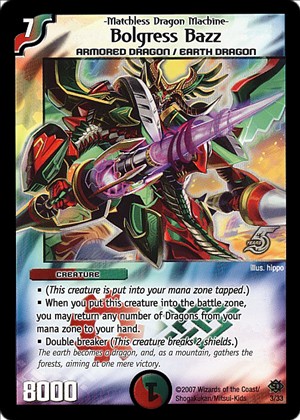 7
-Matchless Dragon Machine-
Bolgress Bazz
ARMORED DRAGON / EARTH DRAGON
illus. hippo
CREATURE
• (This creature is put into your mana zone tapped.)
• When you put this creature into the battle zone,
you may return any number of Dragons from your
mana zone to your hand.
• Double breaker (This creature breaks 2 shields.)
The earth becomes a dragon, and, as a mountain, gathers the
forests, aiming at one mere victory.
8000
©2007 Wizards of the Coast/
Shogakukan/Mitsui-Kids
3/33